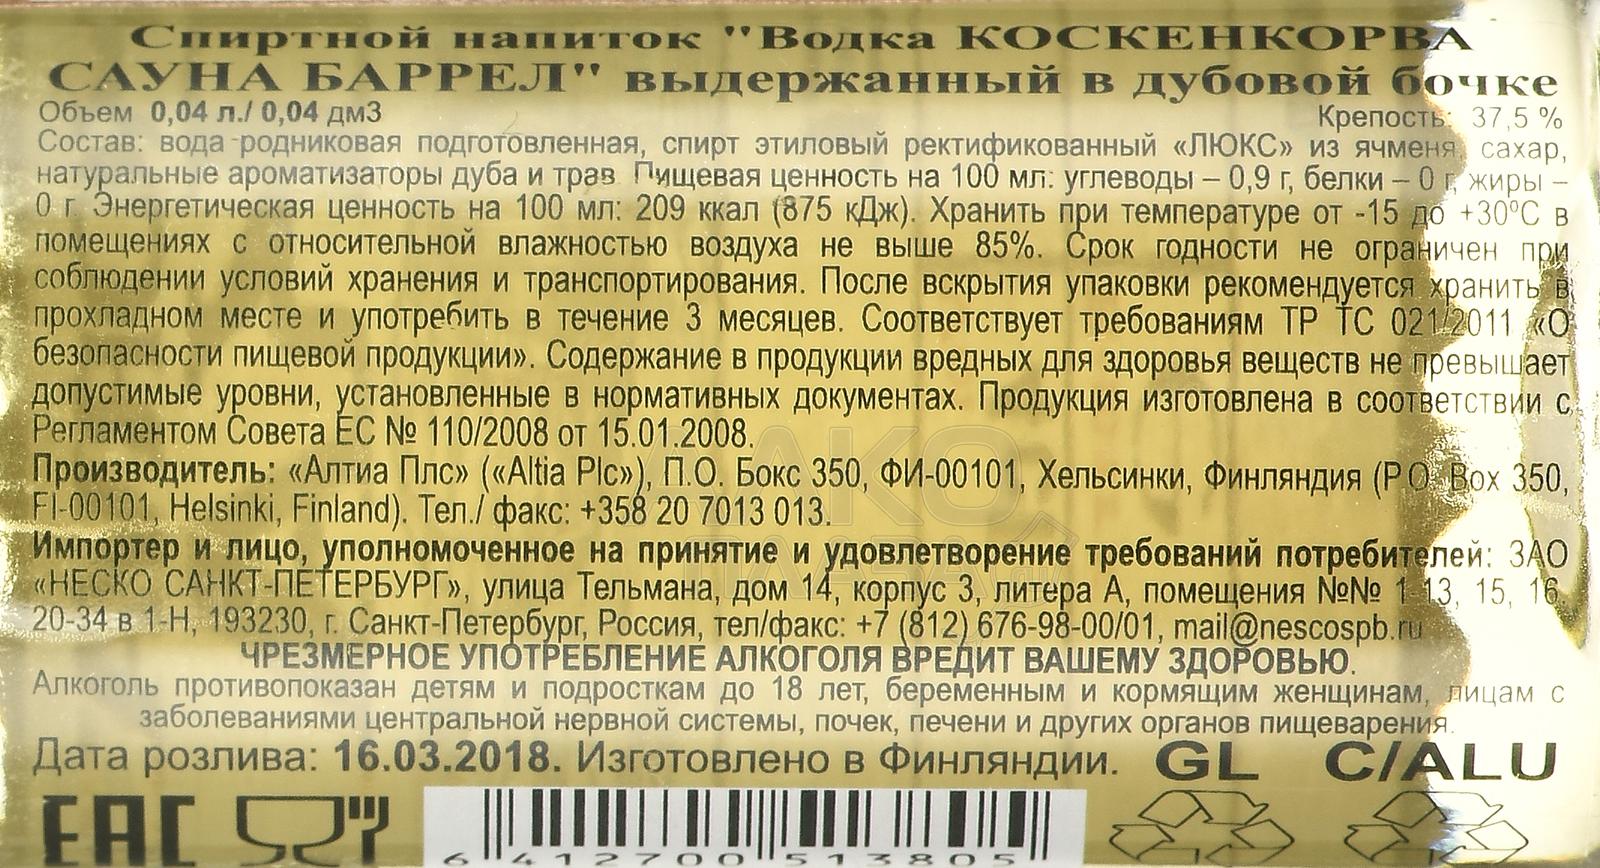 Спиртной напиток "Водка КОСКЕНКОРВА
САУНА БАРРЕЛ" выдержанный в дубовой бочке
Объем 0,04 л./ 0,04 дм3 Крепость: 37,5 %
Состав: вода родниковая подготовленная, спирт этиловый ректификованный «ЛЮКС» из ячменя, сахар,
натуральные ароматизаторы дуба и трав. Пищевая ценность на 100 мл: углеводы – 0,9 г, белки – 0 г, жиры –
0 г. Энергетическая ценность на 100 мл: 209 ккал (875 кДж). Хранить при температуре от -15 до +30ºС в
помещениях с относительной влажностью воздуха не выше 85%. Срок годности не ограничен при
соблюдении условий хранения и транспортирования. После вскрытия упаковки рекомендуется хранить в
прохладном месте и употребить в течение 3 месяцев. Соответствует требованиям ТР ТС 021/2011 «О
безопасности пищевой продукции». Содержание в продукции вредных для здоровья веществ не превышает
допустимые уровни, установленные в нормативных документах. Продукция изготовлена в соответствии с
Регламентом Совета ЕС № 110/2008 от 15.01.2008.
Производитель: «Алтиа Плс» («Altia Plc»), П.О. Бокс 350, ФИ-00101, Хельсинки, Финляндия (P.O. Box 350,
FI-00101, Helsinki, Finland). Тел./ факс: +358 20 7013 013.
Импортер и лицо, уполномоченное на принятие и удовлетворение требований потребителей: ЗАО
«НЕСКО САНКТ-ПЕТЕРБУРГ», улица Тельмана, дом 14, корпус 3, литера А, помещения №№ 1-13, 15, 16,
20-34 в 1-Н, 193230, г. Санкт-Петербург, Россия, тел/факс: +7 (812) 676-98-00/01, mail@nescospb.ru
ЧРЕЗМЕРНОЕ УПОТРЕБЛЕНИЕ АЛКОГОЛЯ ВРЕДИТ ВАШЕМУ ЗДОРОВЬЮ.
Алкоголь противопоказан детям и подросткам до 18 лет, беременным и кормящим женщинам, лицам с
заболеваниями центральной нервной системы, почек, печени и других органов пищеварения.
Дата розлива: 16.03.2018. Изготовлено в Финляндии. GL C/ALU
EAC
6 412700 513805